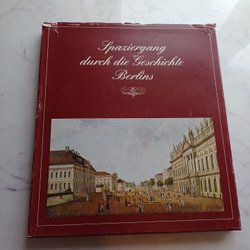 Spaziergang
durch die Geschichte
Berlins